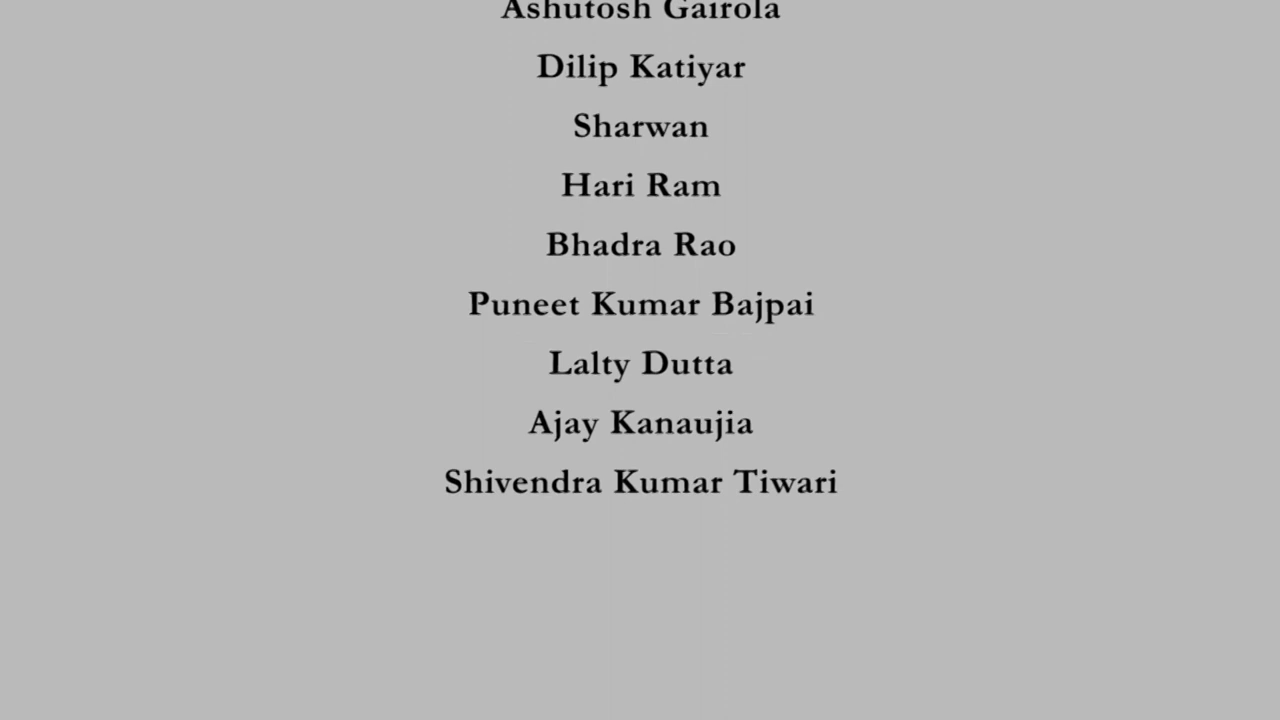 Ashutosh Gairola
Dilip Katiyar
Sharwan
Hari Ram
Bhadra Rao
Puneet Kumar Bajpai
Lalty Dutta
Ajay Kanaujia
Shivendra Kumar Tiwari